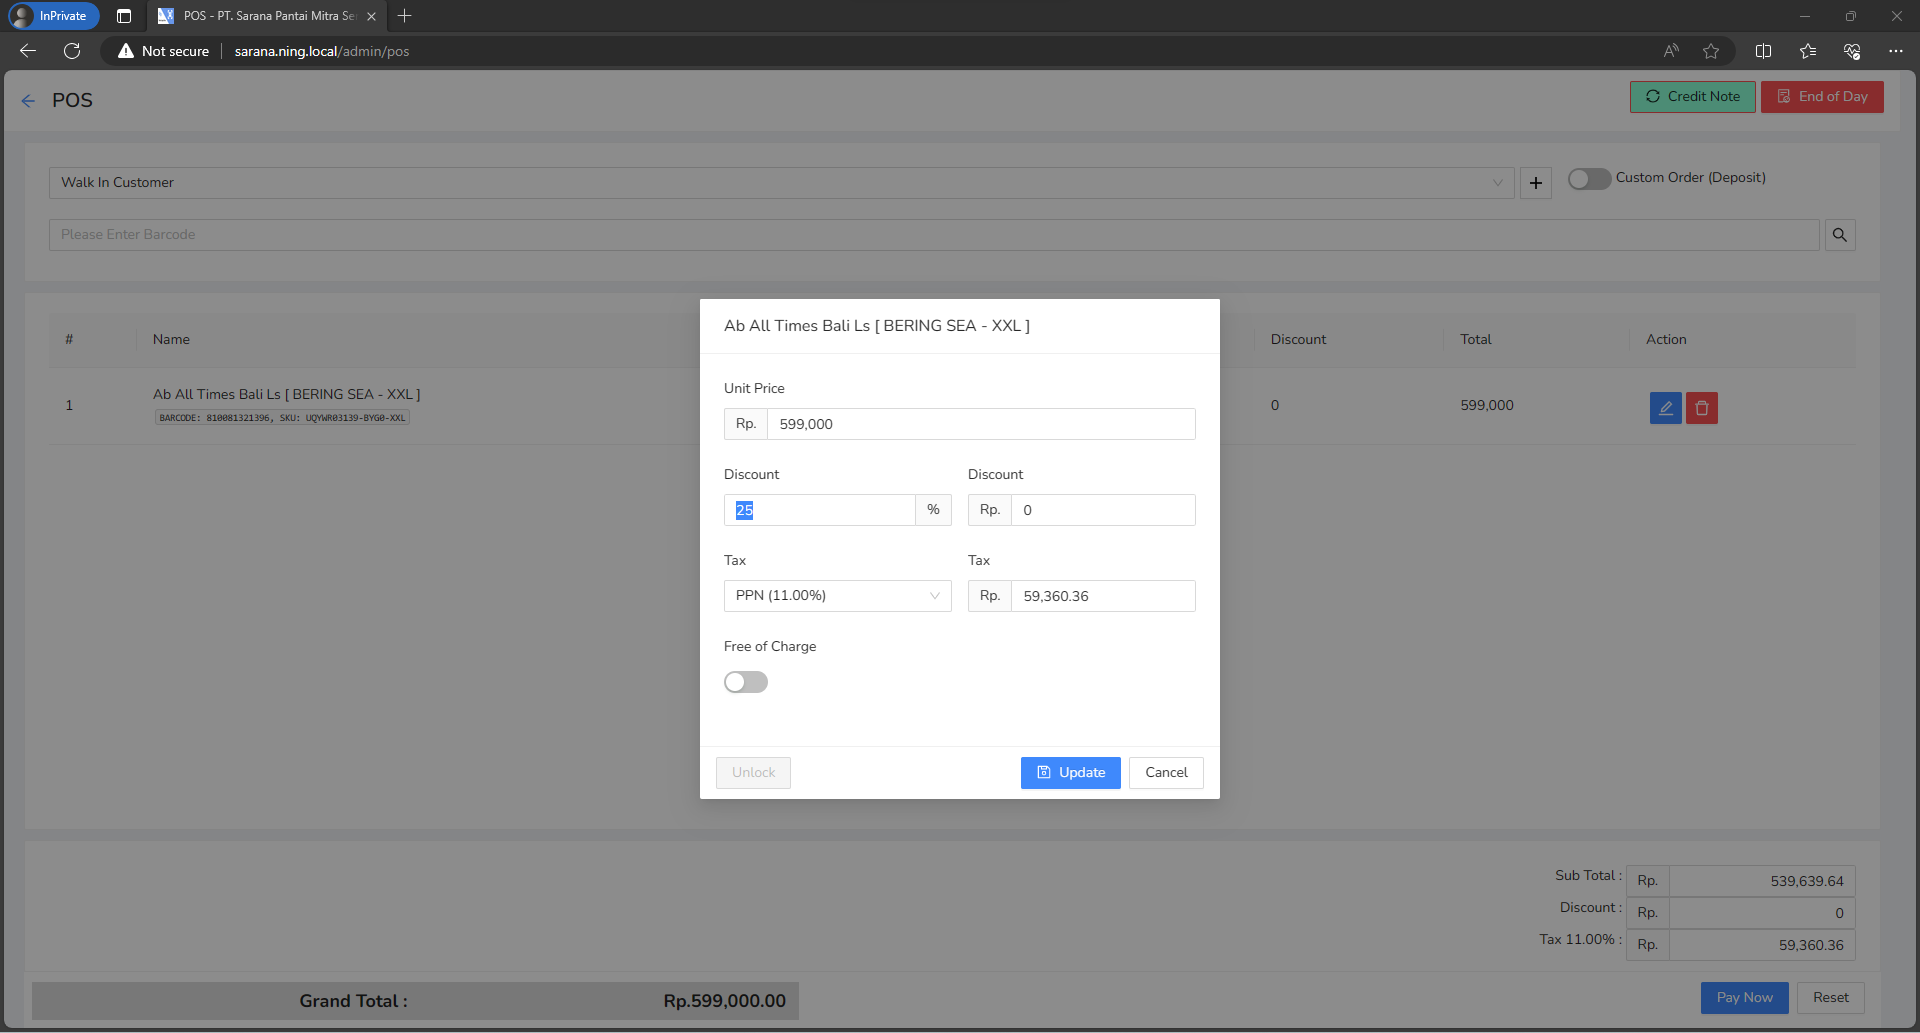 InPrivate
POS - PT. Sarana Pantai Mitra Se
Not secure
sarana.ning.local/admin/pos
POS
Credit Note
End of Day
Walk In Customer
Custom Order (Deposit)
Please Enter Barcode
# Name Discount Total Action
1 Ab All Times Bali Ls [ BERING SEA - XXL ] 0 599,000
BARCODE: 810081321396, SKU: UQYWR03139-BYG0-XXL
Ab All Times Bali Ls [ BERING SEA - XXL ]
Unit Price
Rp. 599,000
Discount Discount
25 % Rp. 0
Tax Tax
PPN (11.00%) Rp. 59,360.36
Free of Charge
Unlock Update Cancel
Sub Total : Rp. 539,639.64
Discount : Rp. 0
Tax 11.00% : Rp. 59,360.36
Grand Total : Rp.599,000.00
Pay Now Reset